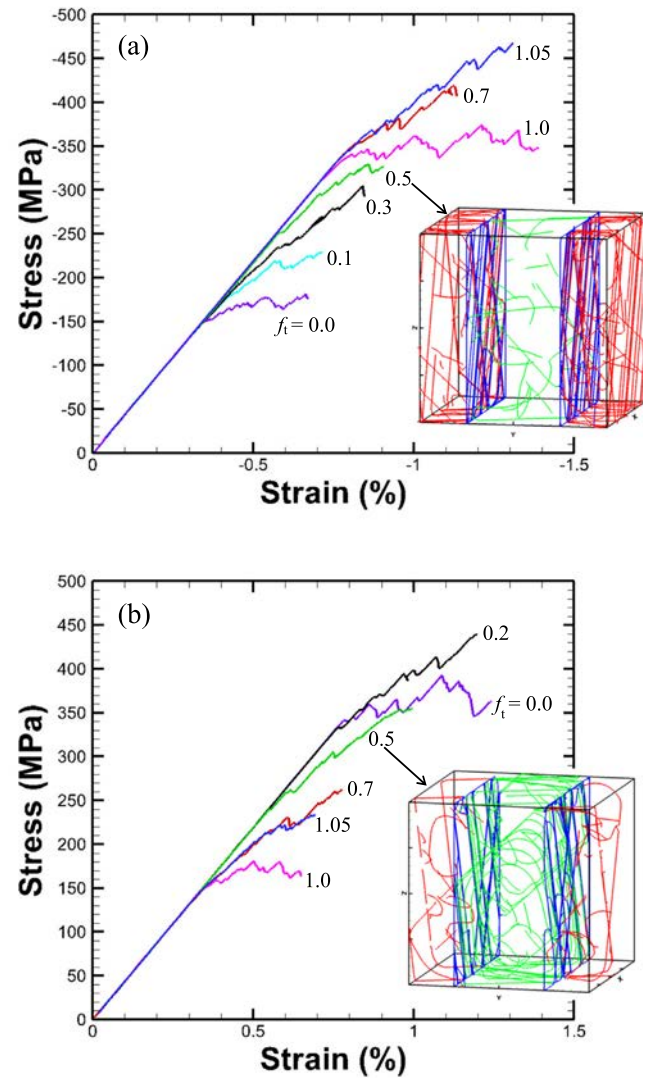 -500
(a)
-450
1.05
-400
0.7
-350
1.0
-300
0.5
0.3
-250
0.1
-200
-150
fₜ = 0.0
-100
-50
0
0
-0.5
-1
-1.5
Stress (MPa)
Strain (%)
Z
Y
X
500
(b)
450
0.2
400
fₜ = 0.0
350
0.5
300
250
0.7
200
1.05
150
1.0
100
50
0
0
0.5
1
1.5
Stress (MPa)
Strain (%)
Z
Y
X